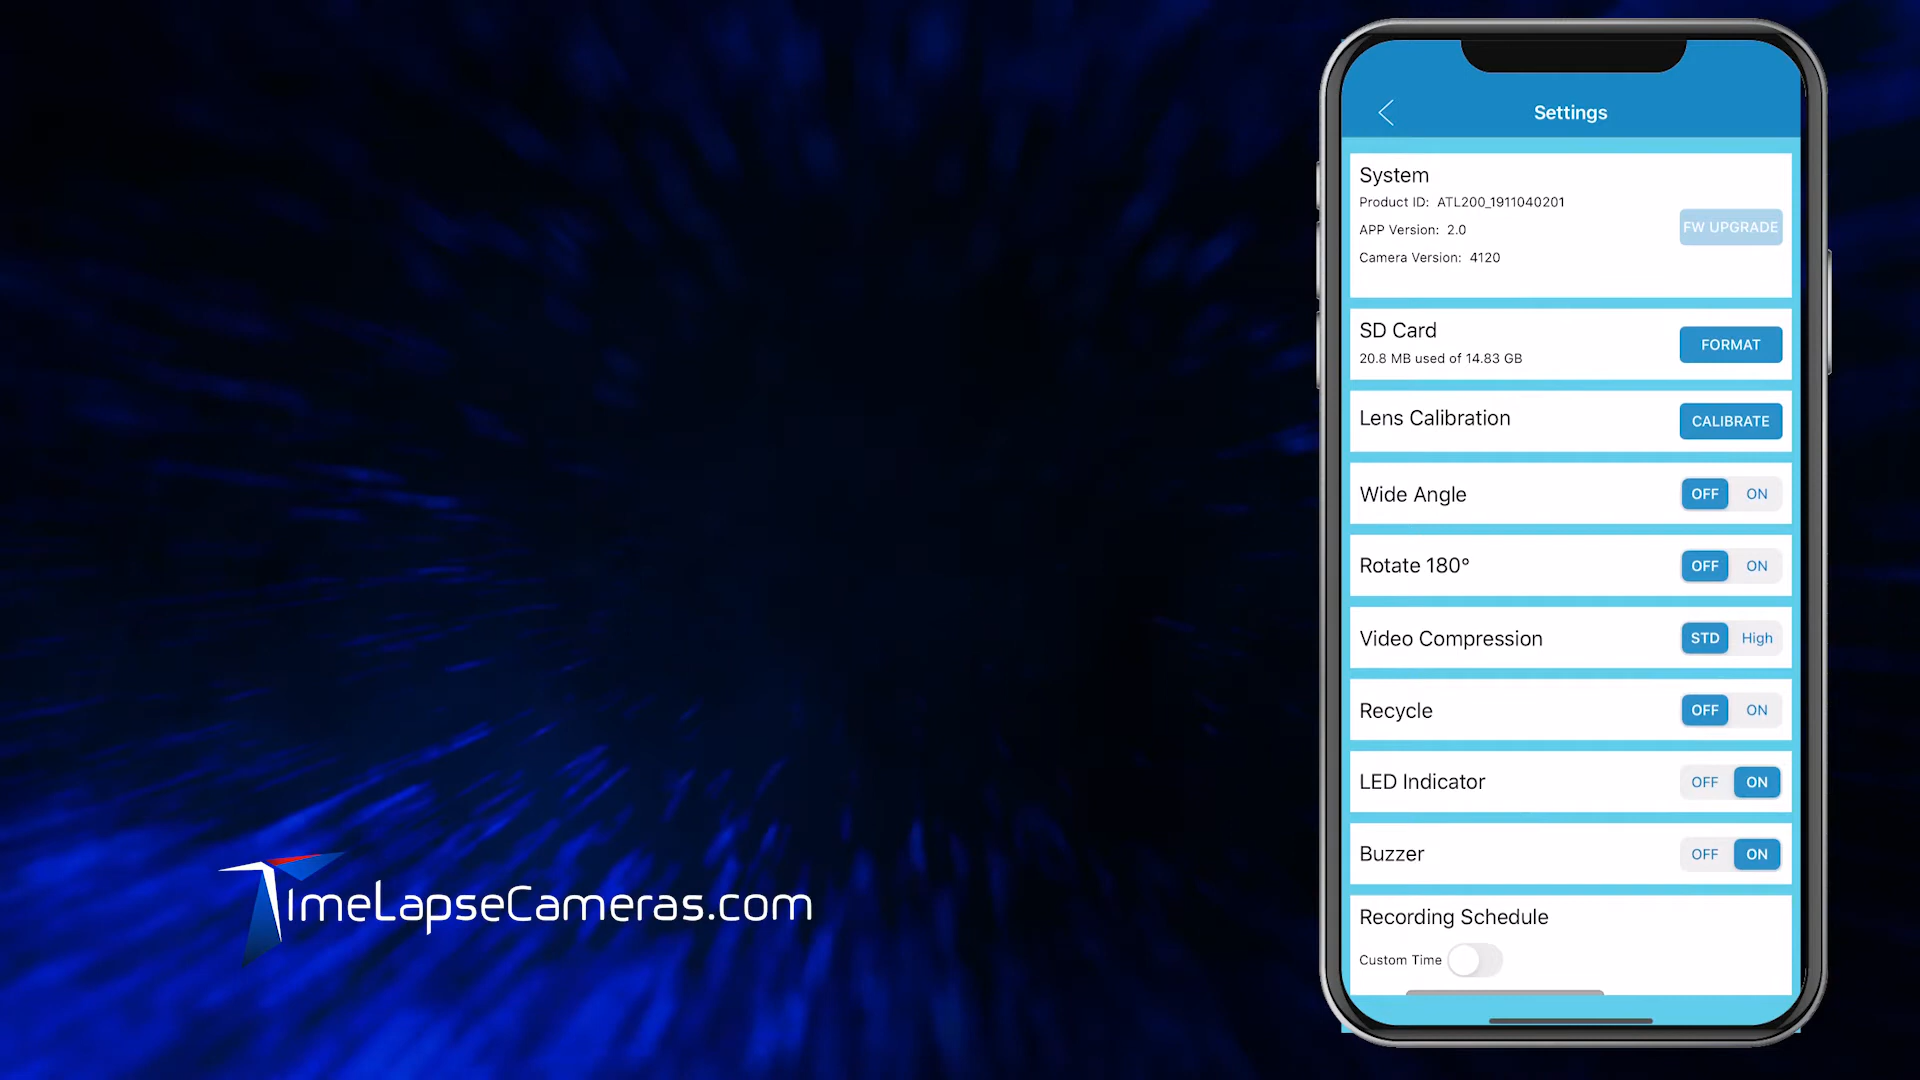 Settings
System
Product ID: ATL200_1911040201
APP Version: 2.0
Camera Version: 4120
FW UPGRADE
SD Card
20.8 MB used of 14.83 GB
FORMAT
Lens Calibration
CALIBRATE
Wide Angle
OFF ON
Rotate 180°
OFF ON
Video Compression
STD High
Recycle
OFF ON
LED Indicator
OFF ON
Buzzer
OFF ON
Recording Schedule
Custom Time
TImeLapseCameras.com